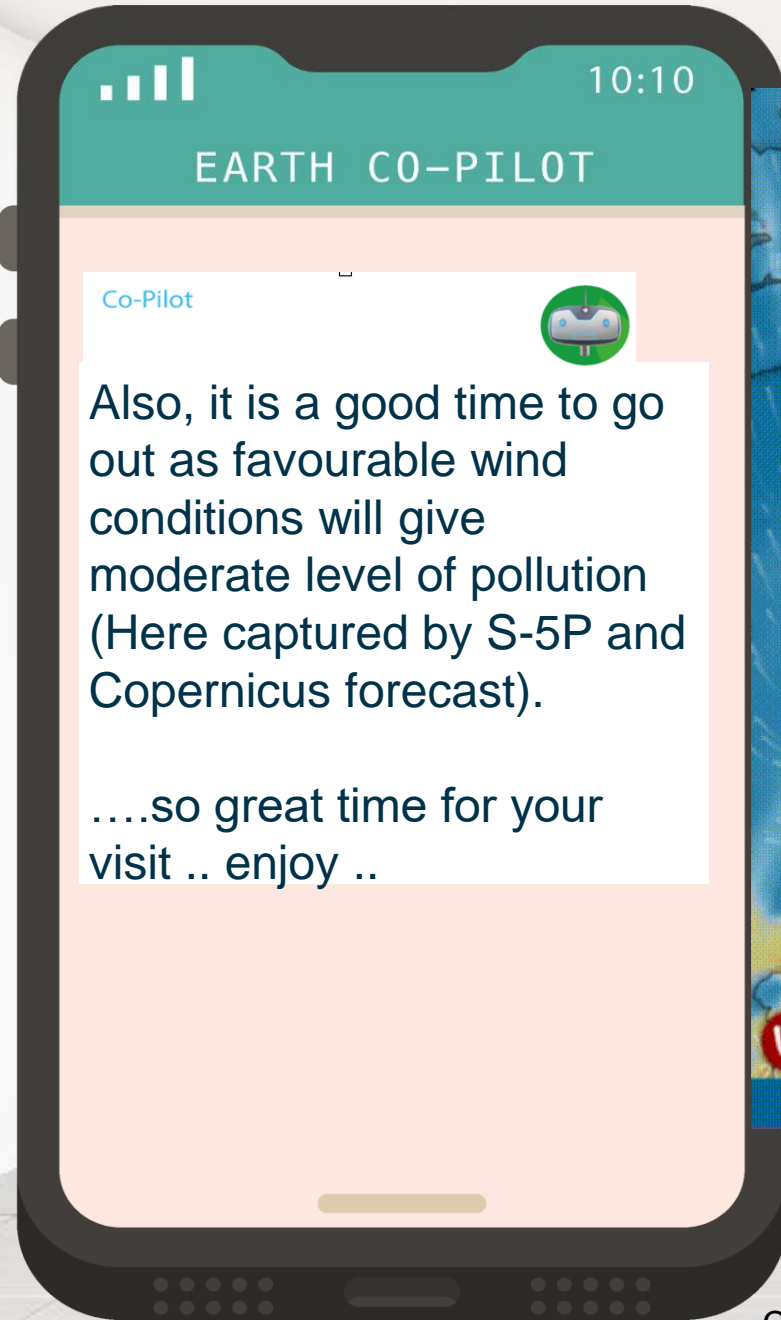 10:10
EARTH CO-PILOT
Co-Pilot
Also, it is a good time to go
out as favourable wind
conditions will give
moderate level of pollution
(Here captured by S-5P and
Copernicus forecast).
….so great time for your
visit .. enjoy ..